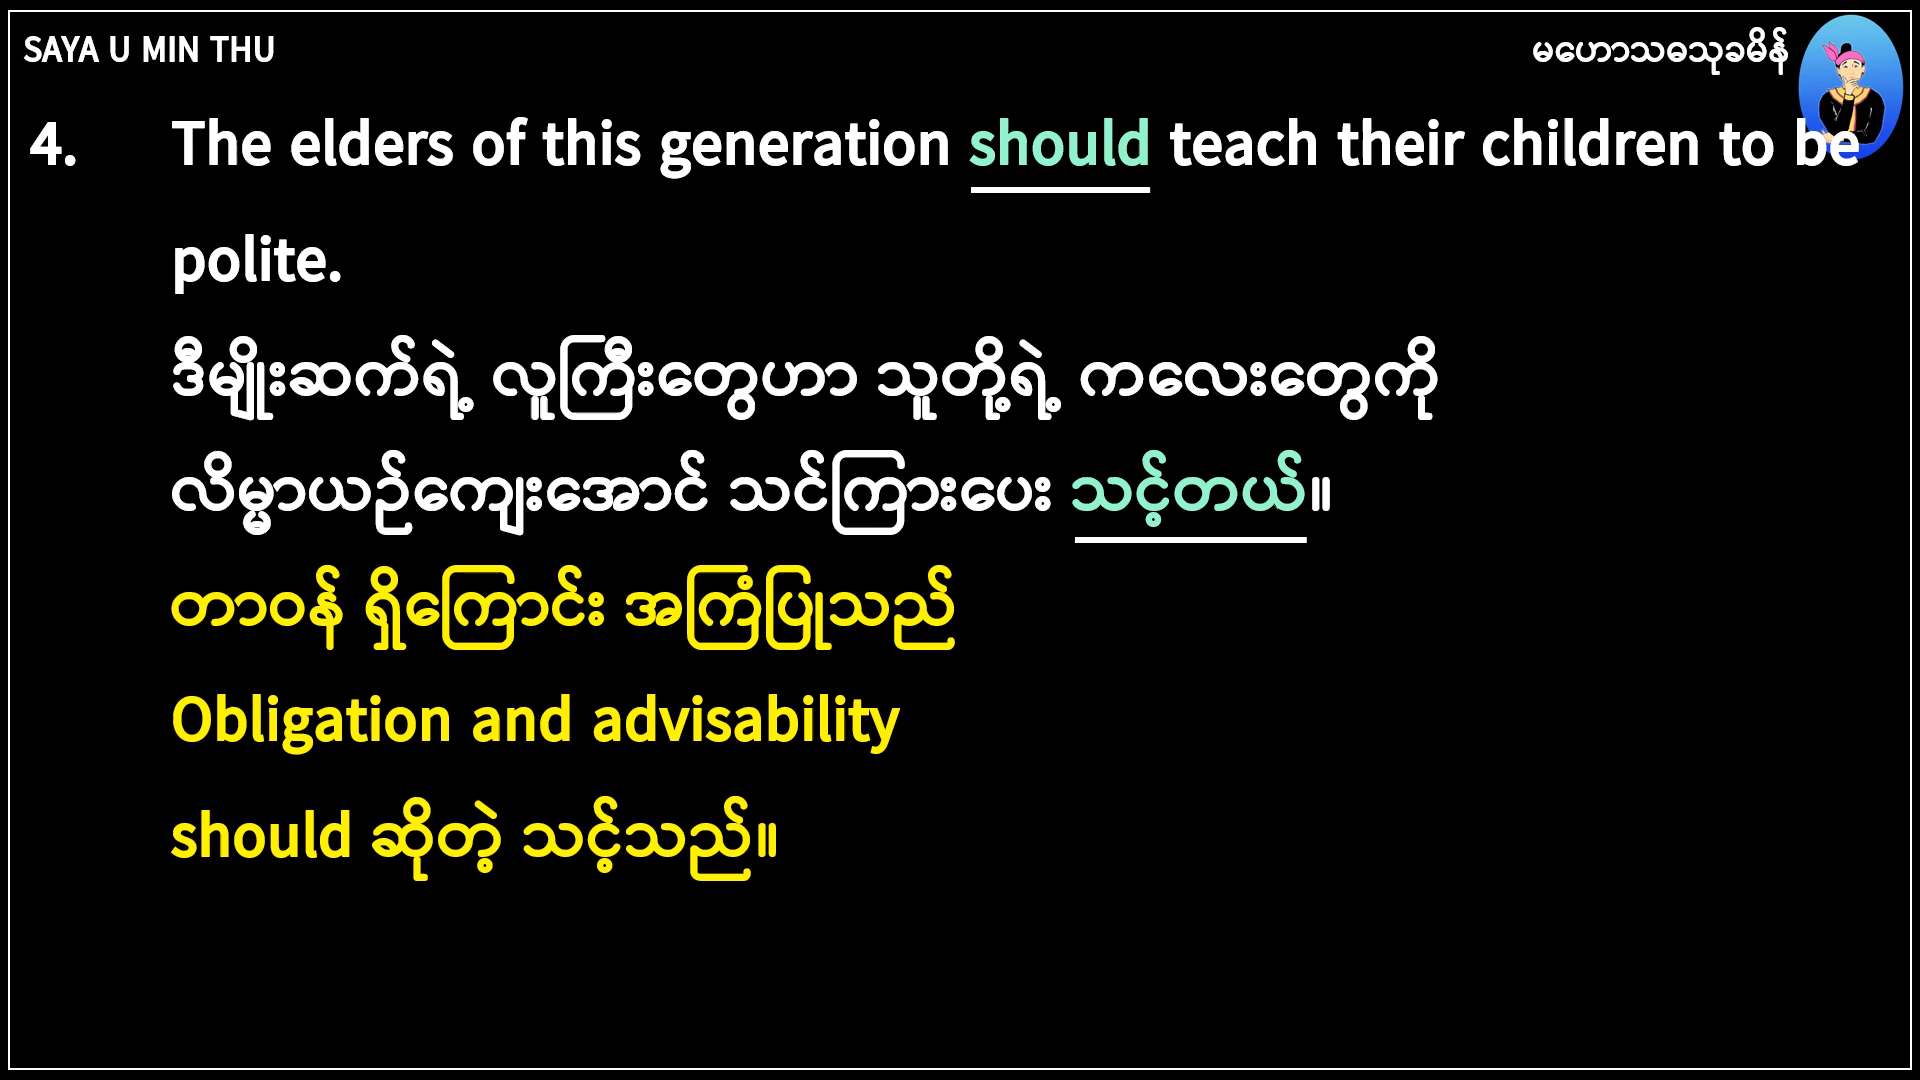 SAYA U MIN THU
မဟောသဓသုခမိန်
4. The elders of this generation should teach their children to be
polite.
ဒီမျိုးဆက်ရဲ့ လူကြီးတွေဟာ သူတို့ရဲ့ ကလေးတွေကို
လိမ္မာယဉ်ကျေးအောင် သင်ကြားပေး သင့်တယ်။
တာဝန် ရှိကြောင်း အကြံပြုသည်
Obligation and advisability
should ဆိုတဲ့ သင့်သည်။